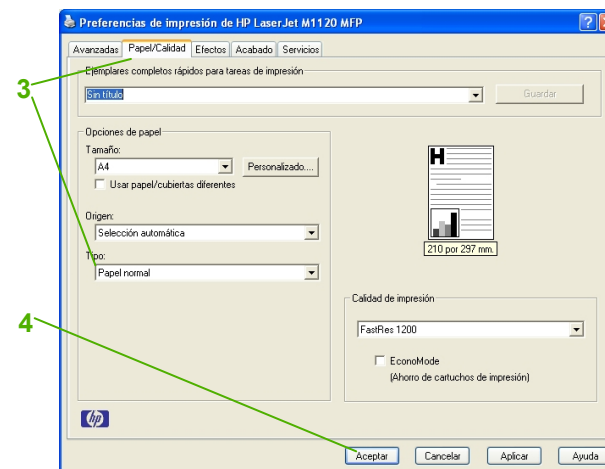 Preferencias de impresión de HP LaserJet M1120 MFP
Avanzadas Papel/Calidad Efectos Acabado Servicios
3
Ejemplares completos rápidos para tareas de impresión
Sin título
Guardar
Opciones de papel
Tamaño:
A4
Personalizado....
Usar papel/cubiertas diferentes
Origen:
Selección automática
Tipo:
Papel normal
H
210 por 297 mm.
Calidad de impresión
FastRes 1200
EconoMode
(Ahorro de cartuchos de impresión)
4
hp
Aceptar Cancelar Aplicar Ayuda